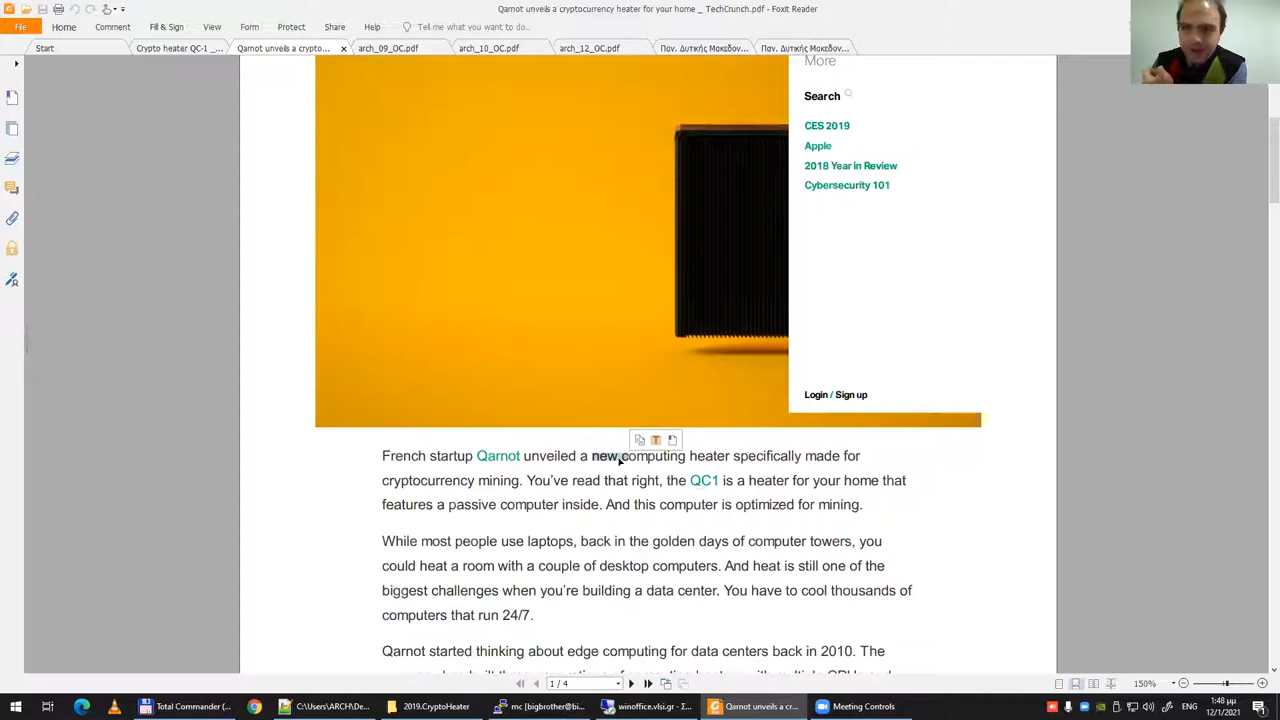 Qarnot unveils a cryptocurrency heater for your home _ TechCrunch.pdf - Foxit Reader
File Home Comment Fill & Sign View Form Protect Share Help Tell me what you want to do..
Start Crypto heater QC-1 _... Qarnot unveils a crypto... × arch_09_OC.pdf arch_10_OC.pdf arch_12_OC.pdf Παν. Δυτικής Μακεδον... Παν. Δυτικής Μακεδον...
More
Search
CES 2019
Apple
2018 Year in Review
Cybersecurity 101
Login / Sign up
French startup Qarnot unveiled a new computing heater specifically made for
cryptocurrency mining. You’ve read that right, the QC1 is a heater for your home that
features a passive computer inside. And this computer is optimized for mining.
While most people use laptops, back in the golden days of computer towers, you
could heat a room with a couple of desktop computers. And heat is still one of the
biggest challenges when you’re building a data center. You have to cool thousands of
computers that run 24/7.
Qarnot started thinking about edge computing for data centers back in 2010. The
1 / 4
150%
Total Commander (... C:\Users\ARCH\De... 2019.CryptoHeater mc [bigbrother@bi... winoffice.vlsi.gr - Σ... Qarnot unveils a cr... Meeting Controls
1:48 μμ
12/1/2021